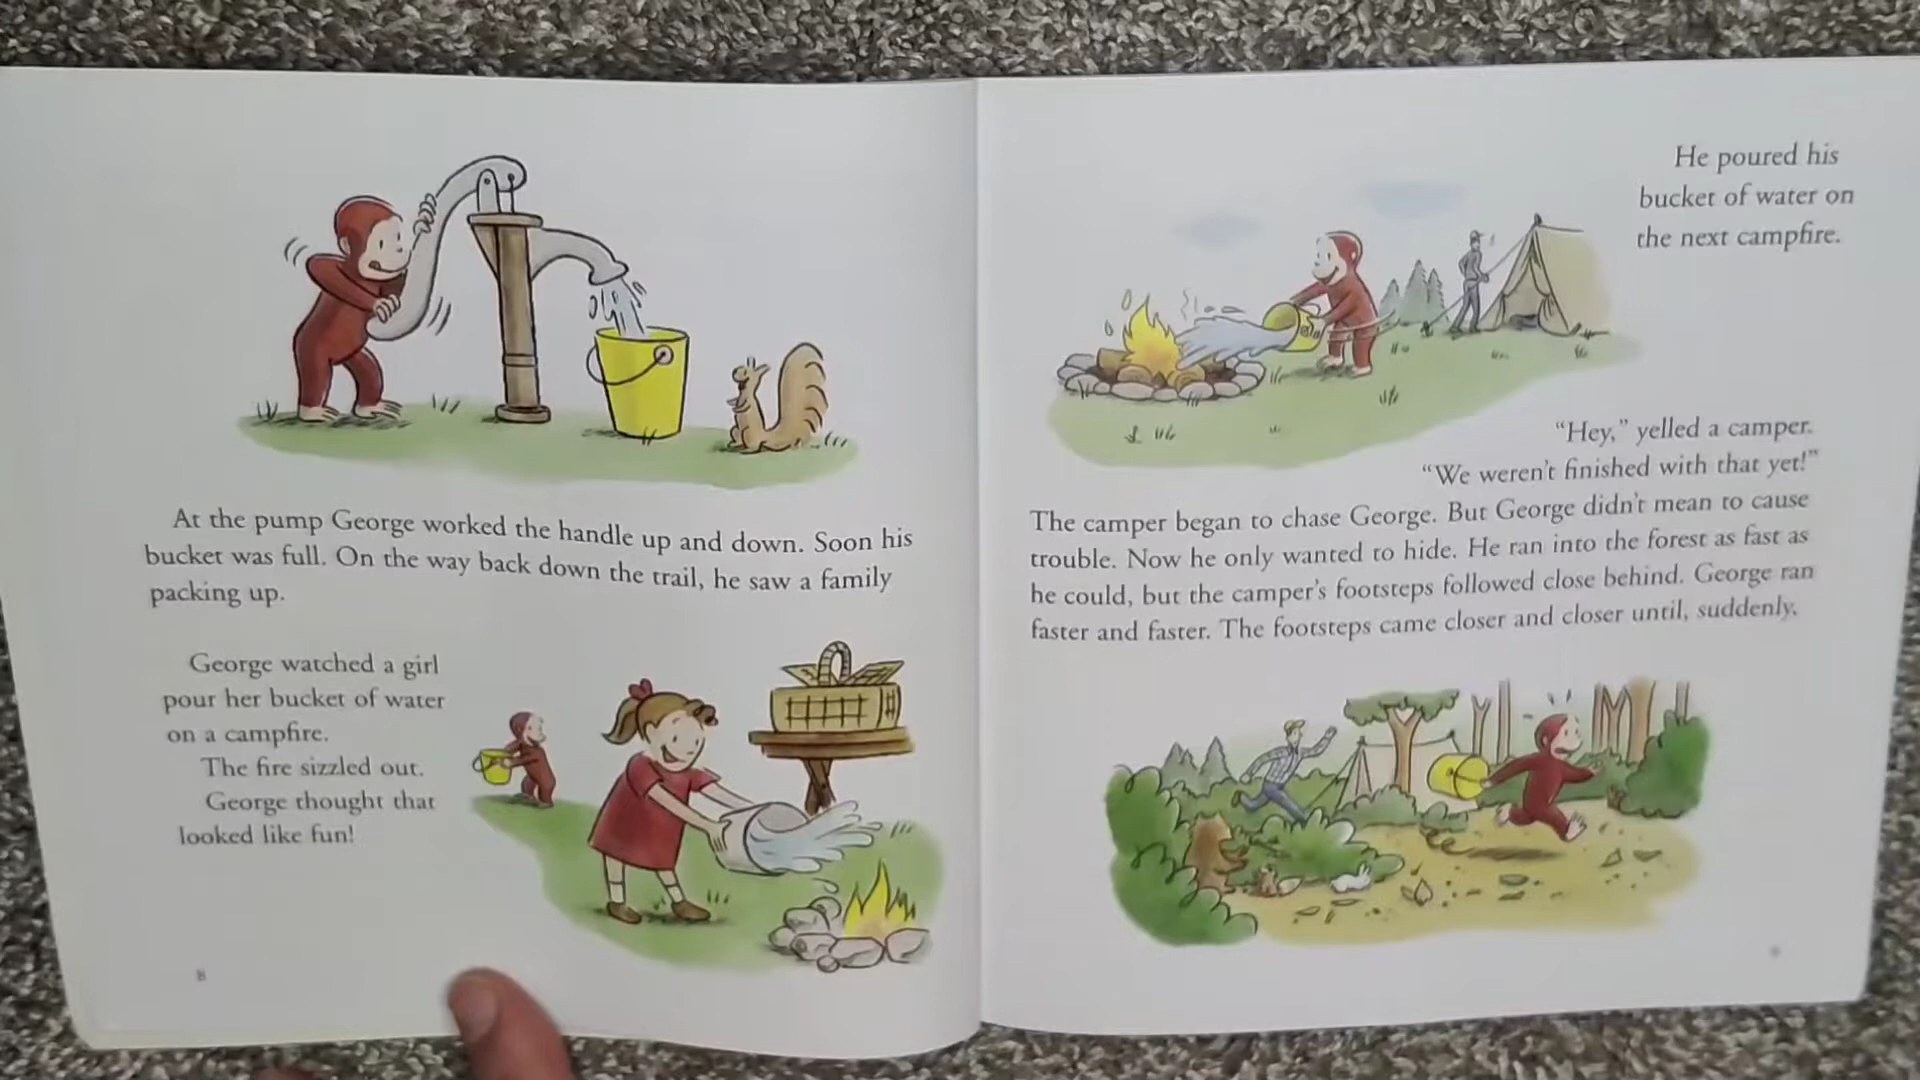 At the pump George worked the handle up and down. Soon his
bucket was full. On the way back down the trail, he saw a family
packing up.
George watched a girl
pour her bucket of water
on a campfire.
The fire sizzled out.
George thought that
looked like fun!
8
He poured his
bucket of water on
the next campfire.
“Hey,” yelled a camper.
“We weren’t finished with that yet!”
The camper began to chase George. But George didn’t mean to cause
trouble. Now he only wanted to hide. He ran into the forest as fast as
he could, but the camper’s footsteps followed close behind. George ran
faster and faster. The footsteps came closer and closer until, suddenly,